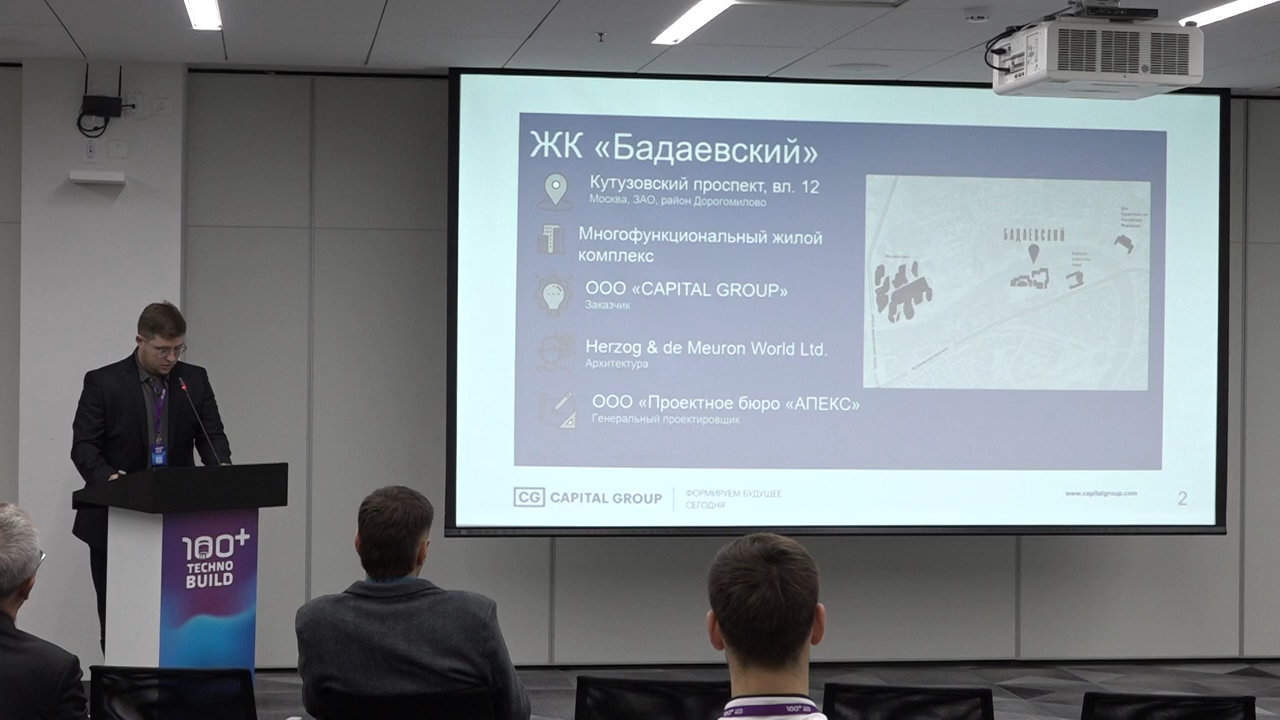 ЖК «Бадаевский»
Кутузовский проспект, вл. 12
Москва, ЗАО, район Дорогомилово
Многофункциональный жилой
комплекс
ООО «CAPITAL GROUP»
Заказчик
Herzog & de Meuron World Ltd.
Архитектура
ООО «Проектное бюро «АПЕКС»
Генеральный проектировщик
БАДАЕВСКИЙ
CG CAPITAL GROUP
ФОРМИРУЕМ БУДУЩЕЕ
СЕГОДНЯ
www.capitalgroup.com
2
100+
TECHNO
BUILD
100+